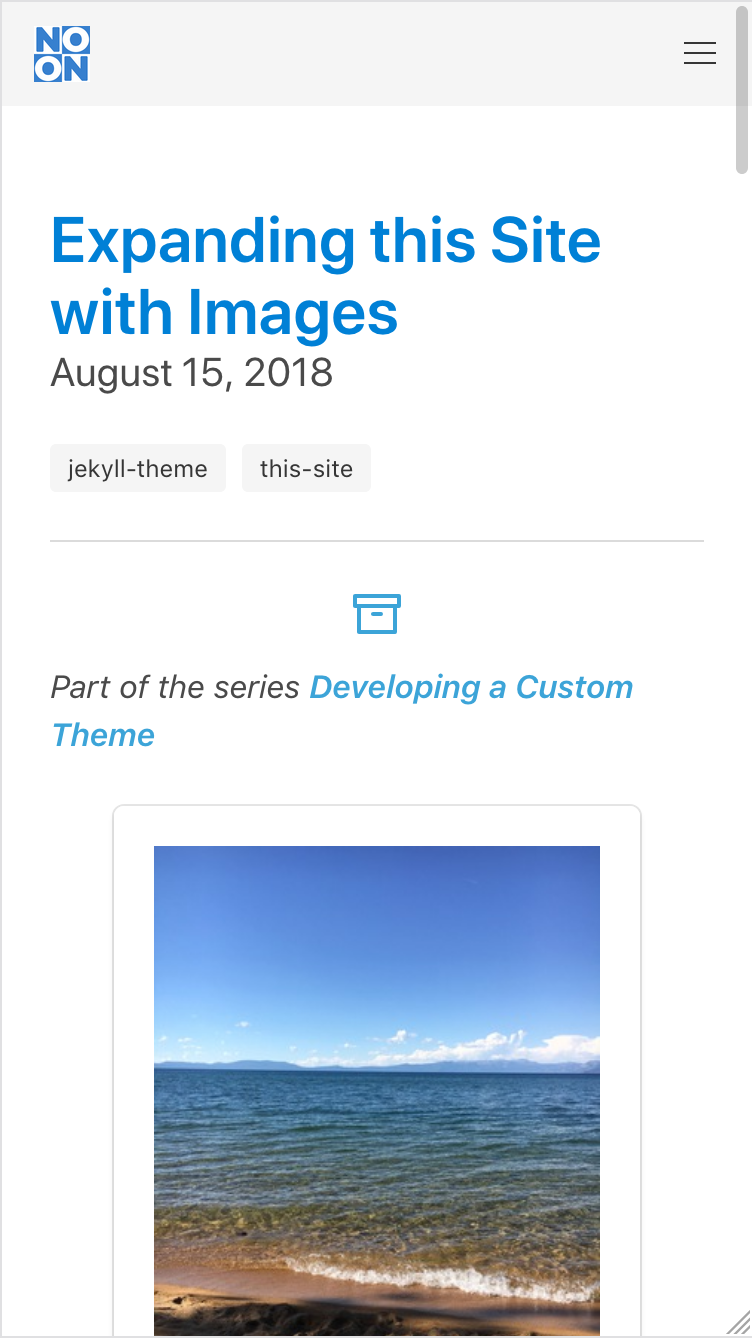 NO
ON
Expanding this Site
with Images
August 15, 2018
jekyll-theme this-site
Part of the series Developing a Custom
Theme